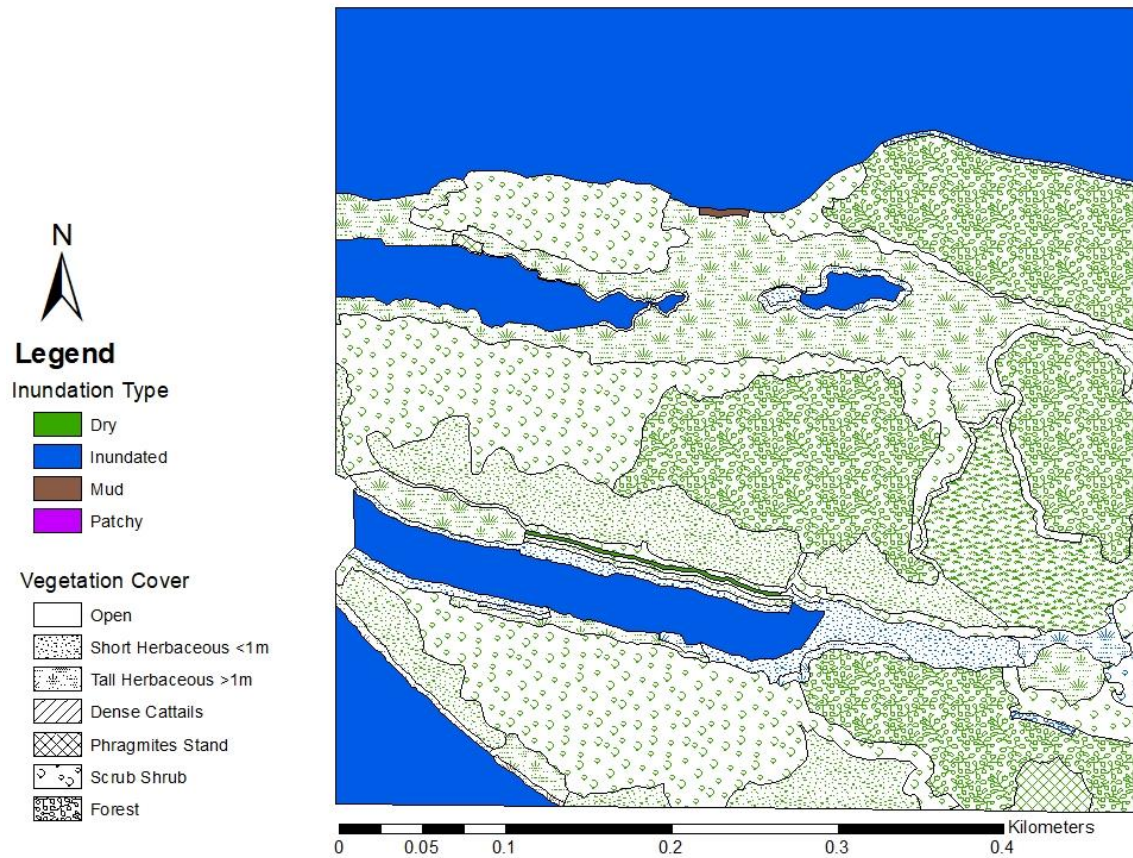 N
Legend
Inundation Type
Dry
Inundated
Mud
Patchy
Vegetation Cover
Open
Short Herbaceous <1m
Tall Herbaceous >1m
Dense Cattails
Phragmites Stand
Scrub Shrub
Forest
Kilometers
0 0.05 0.1 0.2 0.3 0.4